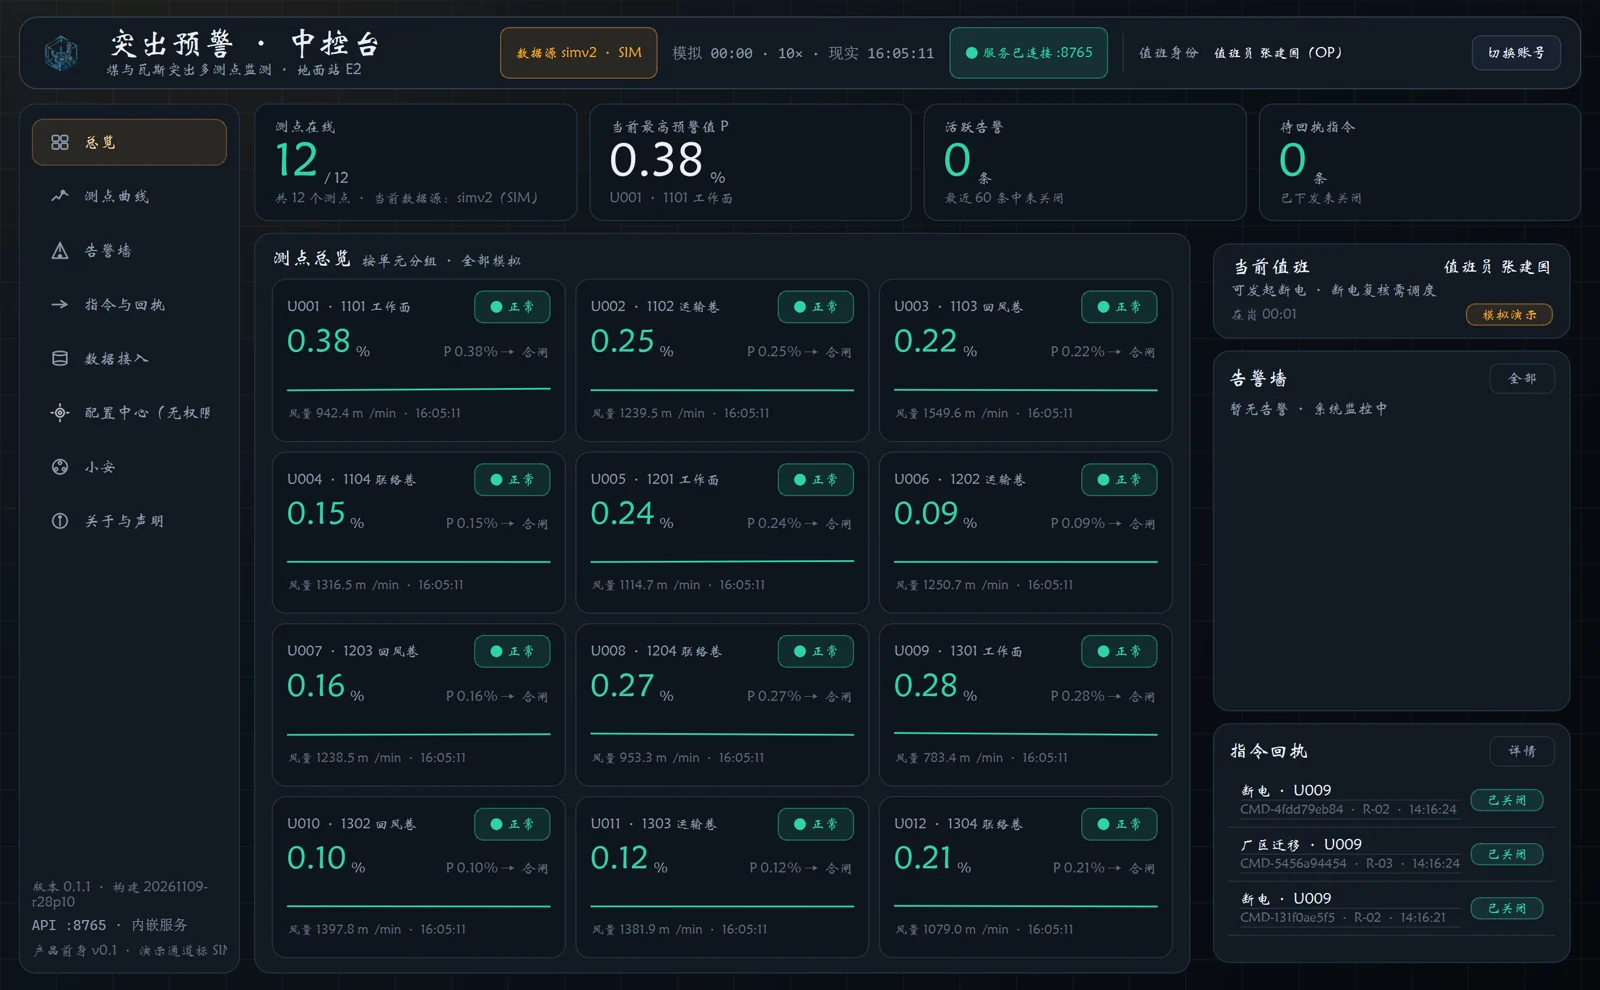 突出预警 · 中控台
煤与瓦斯突出多测点监测 · 地面站 E2
数据源 simv2 · SIM
模拟 00:00 · 10× · 现实 16:05:11
服务已连接 :8765
值班身份 值班员 张建国 (OP)
切换账号
总览
测点曲线
告警墙
指令与回执
数据接入
配置中心 (无权限
小安
关于与声明
版本 0.1.1 · 构建 20261109-
r28p10
API :8765 · 内嵌服务
产品前身 v0.1 · 演示通道标 SIM
测点在线
12 / 12
共 12 个测点 · 当前数据源: simv2 (SIM)
当前最高预警值 P
0.38 %
U001 · 1101 工作面
活跃告警
0 条
最近 60 条中未关闭
待回执指令
0 条
已下发未关闭
测点总览 按单元分组 · 全部模拟
U001 · 1101 工作面 正常
0.38 % P 0.38% → 合闸
风量 942.4 m /min · 16:05:11
U002 · 1102 运输巷 正常
0.25 % P 0.25% → 合闸
风量 1239.5 m /min · 16:05:11
U003 · 1103 回风巷 正常
0.22 % P 0.22% → 合闸
风量 1549.6 m /min · 16:05:11
U004 · 1104 联络巷 正常
0.15 % P 0.15% → 合闸
风量 1316.5 m /min · 16:05:11
U005 · 1201 工作面 正常
0.24 % P 0.24% → 合闸
风量 1114.7 m /min · 16:05:11
U006 · 1202 运输巷 正常
0.09 % P 0.09% → 合闸
风量 1250.7 m /min · 16:05:11
U007 · 1203 回风巷 正常
0.16 % P 0.16% → 合闸
风量 1238.5 m /min · 16:05:11
U008 · 1204 联络巷 正常
0.27 % P 0.27% → 合闸
风量 953.3 m /min · 16:05:11
U009 · 1301 工作面 正常
0.28 % P 0.28% → 合闸
风量 783.4 m /min · 16:05:11
U010 · 1302 回风巷 正常
0.10 % P 0.10% → 合闸
风量 1397.8 m /min · 16:05:11
U011 · 1303 运输巷 正常
0.12 % P 0.12% → 合闸
风量 1381.9 m /min · 16:05:11
U012 · 1304 联络巷 正常
0.21 % P 0.21% → 合闸
风量 1079.0 m /min · 16:05:11
当前值班 值班员 张建国
可发起断电 · 断电复核需调度
在岗 00:01 模拟演示
告警墙 全部
暂无告警 · 系统监控中
指令回执 详情
断电 · U009
CMD-4fdd79eb84 · R-02 · 14:16:24
已关闭
厂区迁移 · U009
CMD-5456a94454 · R-03 · 14:16:24
已关闭
断电 · U009
CMD-131f0ae5f5 · R-02 · 14:16:21
已关闭